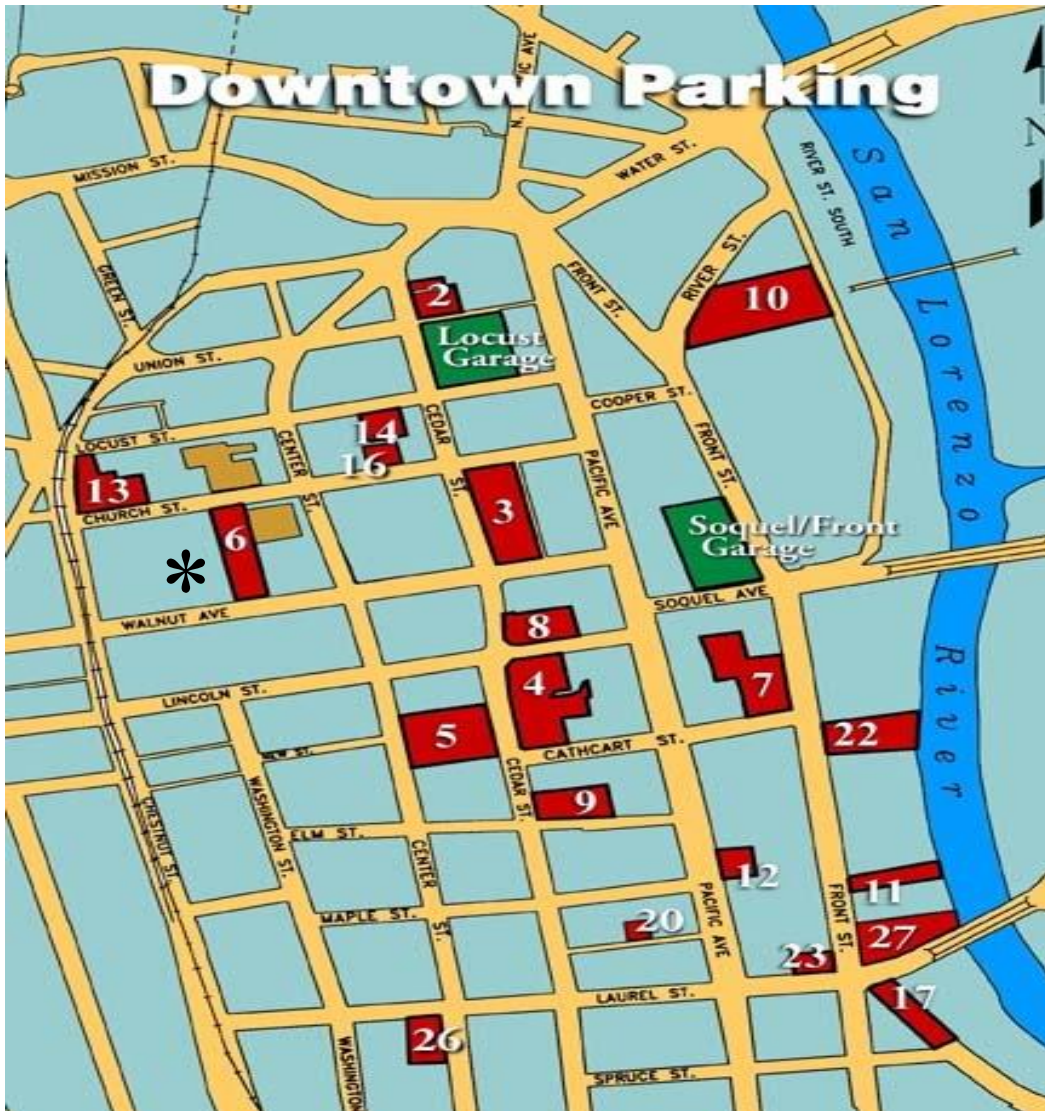 Downtown Parking
N. PACIFIC AVE
MISSION ST.
WATER ST.
RIVER ST. SOUTH
N
San Lorenzo River
GREEN ST.
FRONT ST.
RIVER ST.
2
10
Locust
Garage
UNION ST.
COOPER ST.
CEDAR ST.
14
LOCUST ST.
CENTER ST.
16
PACIFIC AVE
FRONT ST.
13
3
CHURCH ST.
6
Soquel/Front
Garage
*
SOQUEL AVE
WALNUT AVE
8
4
7
LINCOLN ST.
5
22
CATHCART ST.
NEW ST.
CEDAR ST.
WASHINGTON ST.
9
CHESTNUT ST.
ELM ST.
CENTER ST.
12
11
PACIFIC AVE
FRONT ST.
MAPLE ST.
20
27
23
LAUREL ST.
17
26
WASHINGTON
SPRUCE ST.